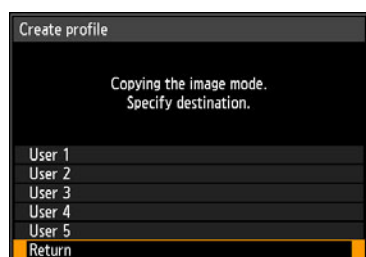 Create profile
Copying the image mode.
Specify destination.
User 1
User 2
User 3
User 4
User 5
Return